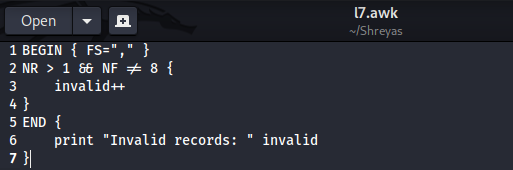 Open
l7.awk
~/Shreyas
1 BEGIN { FS="," }
2 NR > 1 && NF != 8 {
3     invalid++
4 }
5 END {
6     print "Invalid records: " invalid
7 }